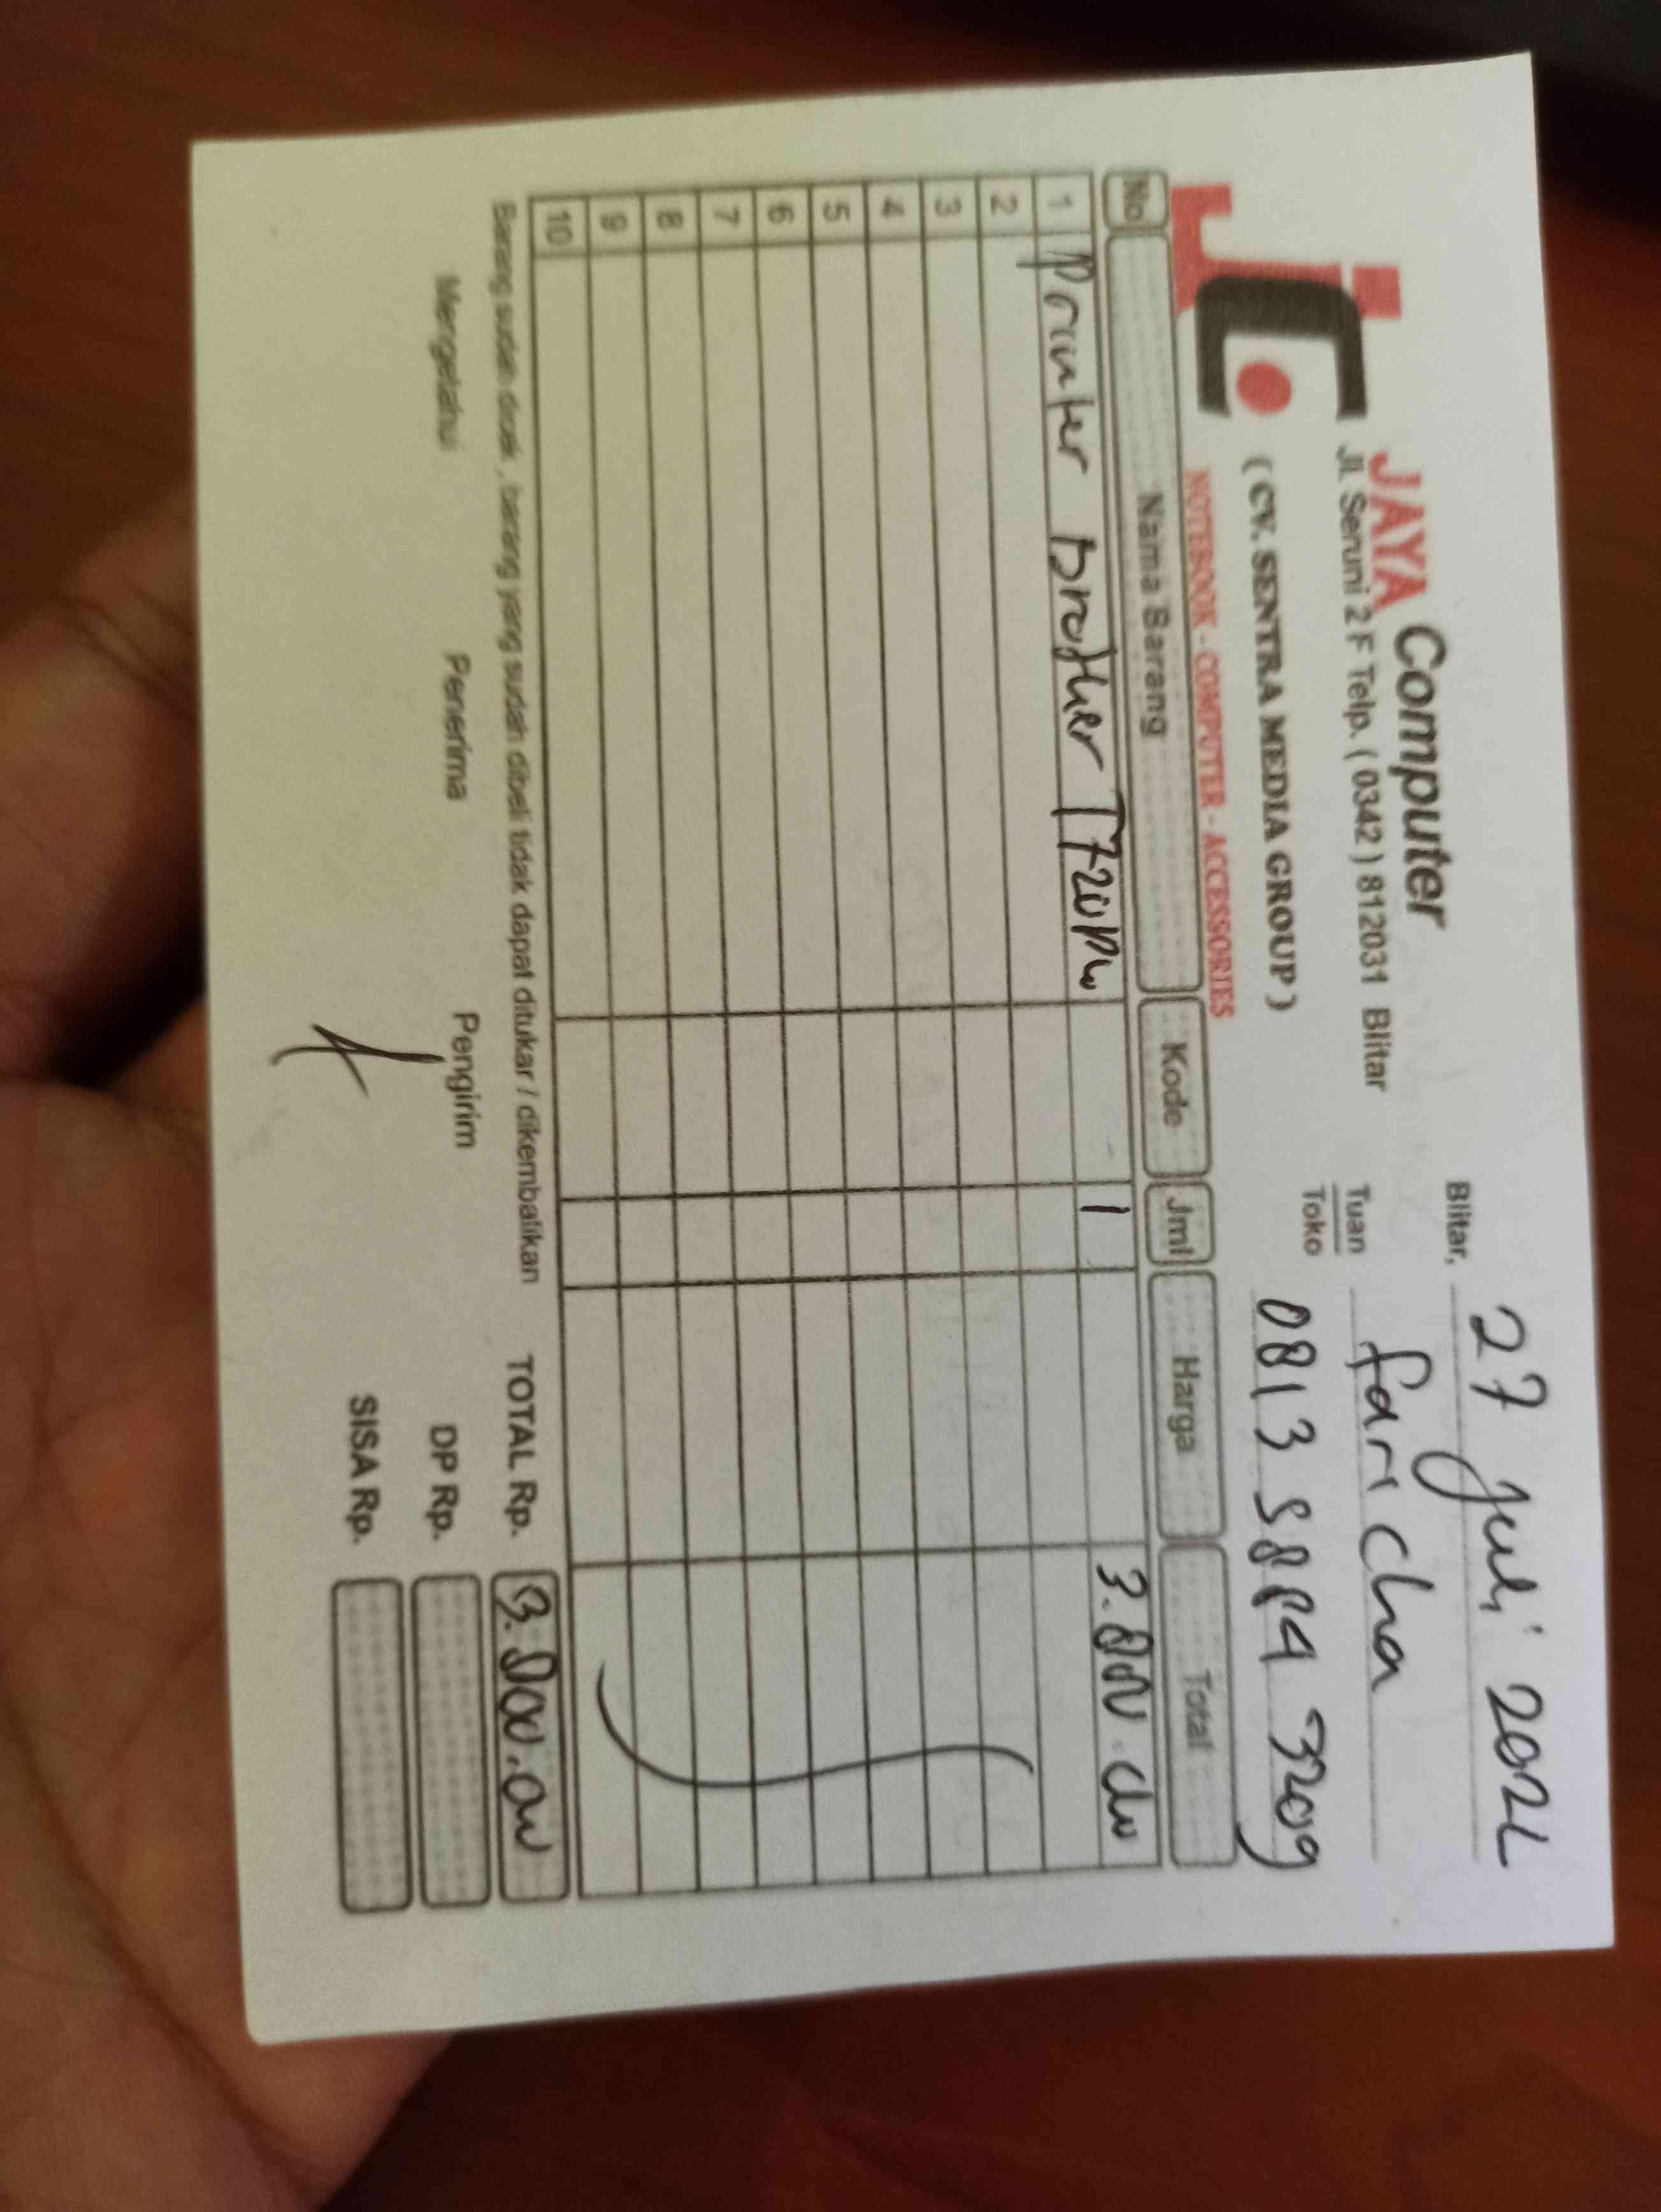 JAYA Computer
Jl. Seruni 2 F Telp. ( 0342 ) 812031 Blitar
( CV. SENTRA MEDIA GROUP )
NOTEBOOK - COMPUTER - ACCESSORIES
Blitar, 27 Juli 2022
Tuan faricha
Toko 0813 5884 3209
No Nama Barang Kode Jml Harga Total
1 Printer brother T720DW 1 3.800.000
2
3
4
5
6
7
8
9
10
Barang sudah dicek, barang yang sudah dibeli tidak dapat ditukar / dikembalikan
TOTAL Rp. 3.800.000
Mengetahui Penerima Pengirim
DP Rp.
SISA Rp.